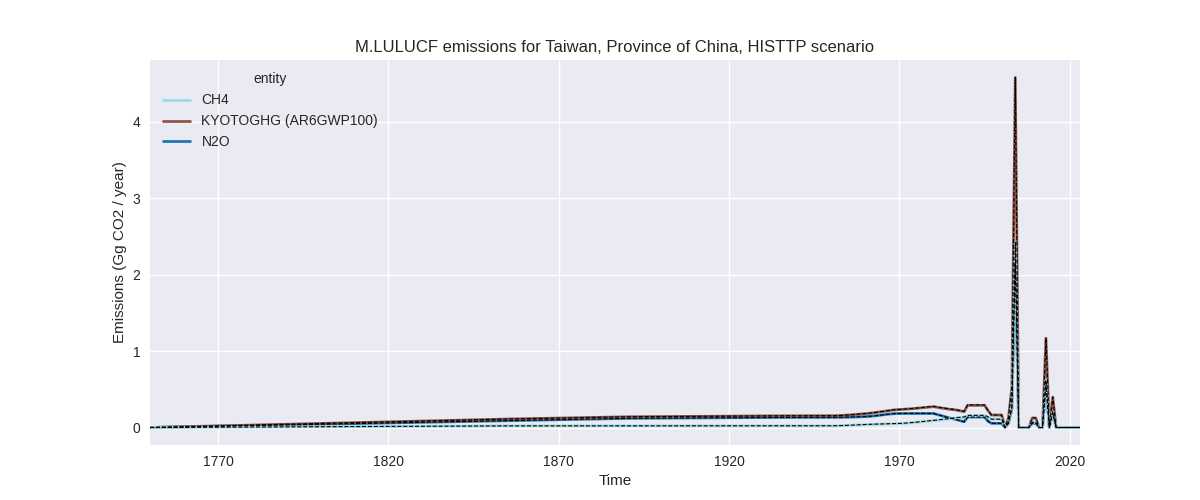 M.LULUCF emissions for Taiwan, Province of China, HISTTP scenario
entity
CH4
KYOTOGHG (AR6GWP100)
N2O
Emissions (Gg CO2 / year)
4
3
2
1
0
1770
1820
1870
1920
1970
2020
Time